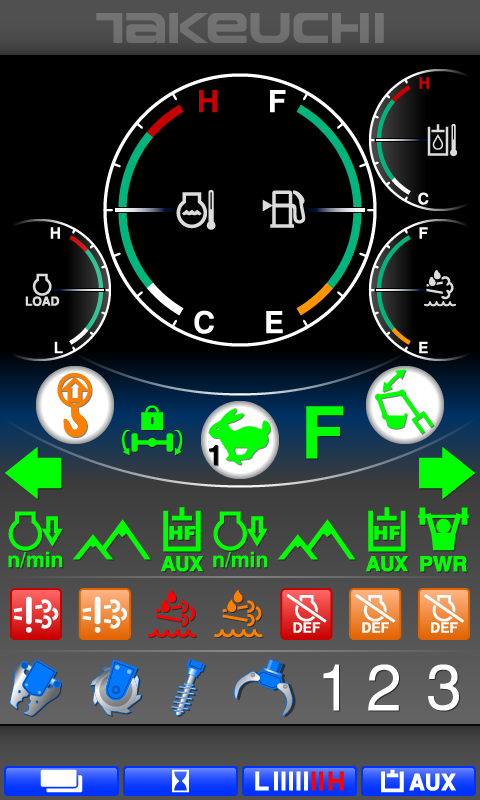 TAKEUCHI
H F
H
C
H
LOAD
L
C E
F
E
1
F
n/min
HF
AUX
n/min
HF
AUX
PWR
DEF
DEF
DEF
1 2 3
L H
AUX